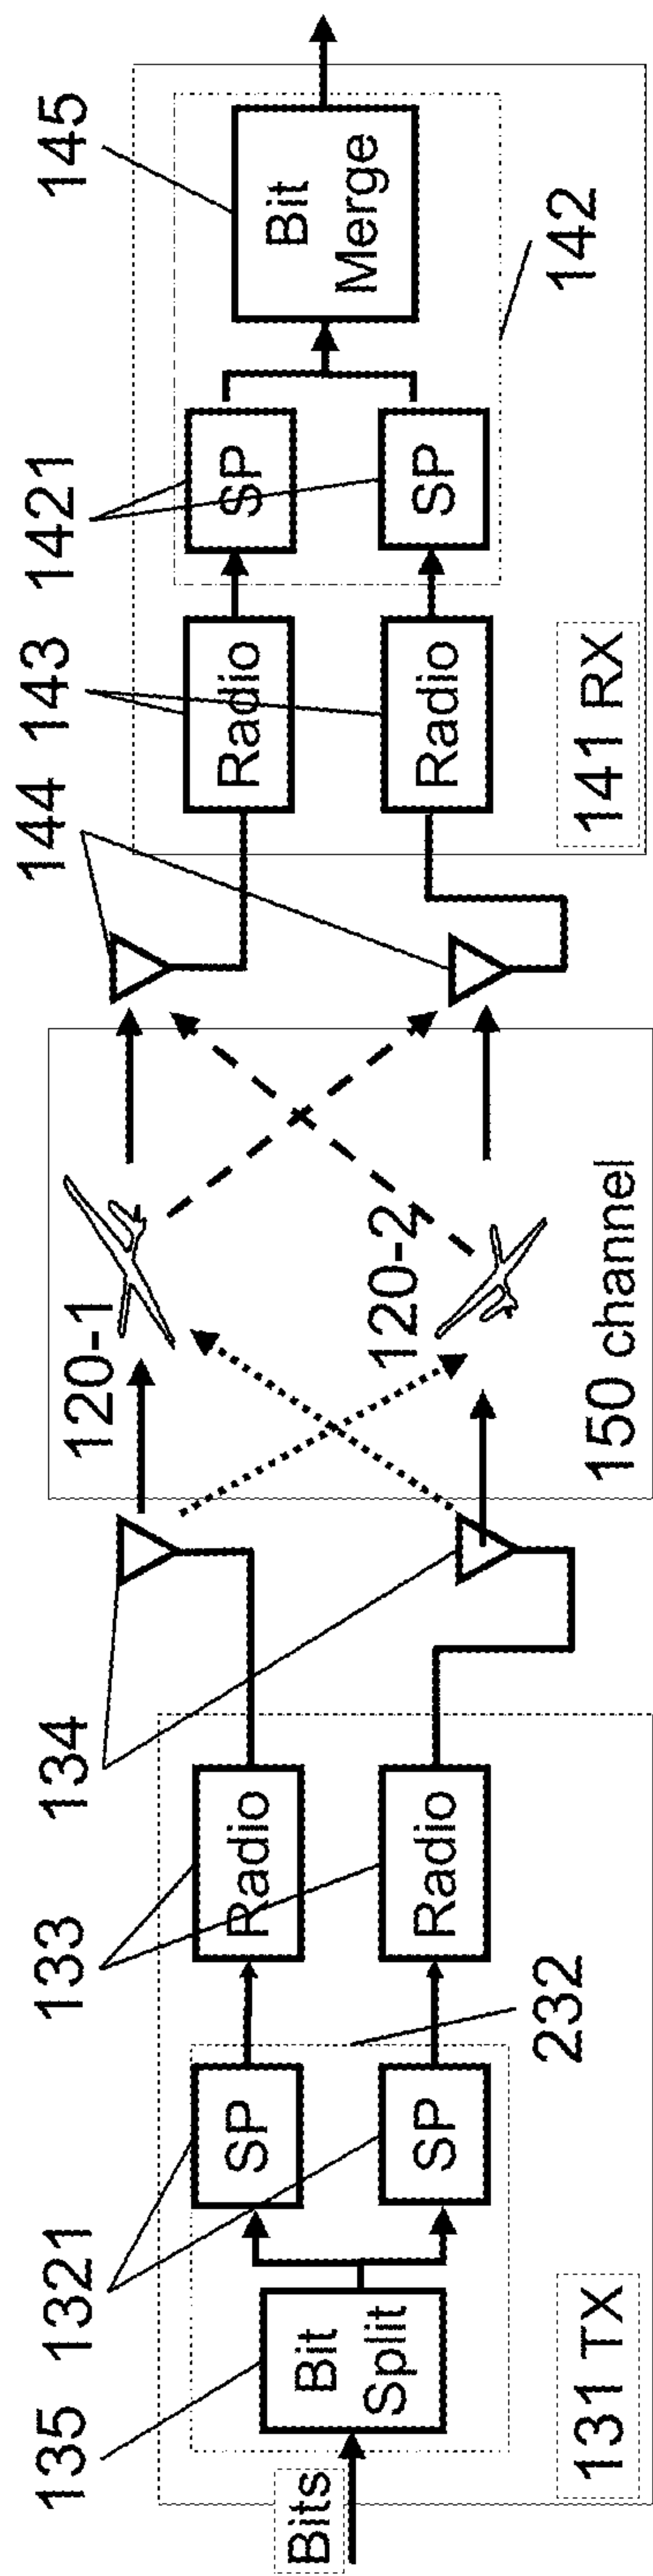 135
1321
133
134
120-1
144
143
1421
145
Bits
Bit
Split
SP
SP
Radio
Radio
232
120-2
Radio
Radio
SP
SP
Bit
Merge
142
131 TX
150 channel
141 RX